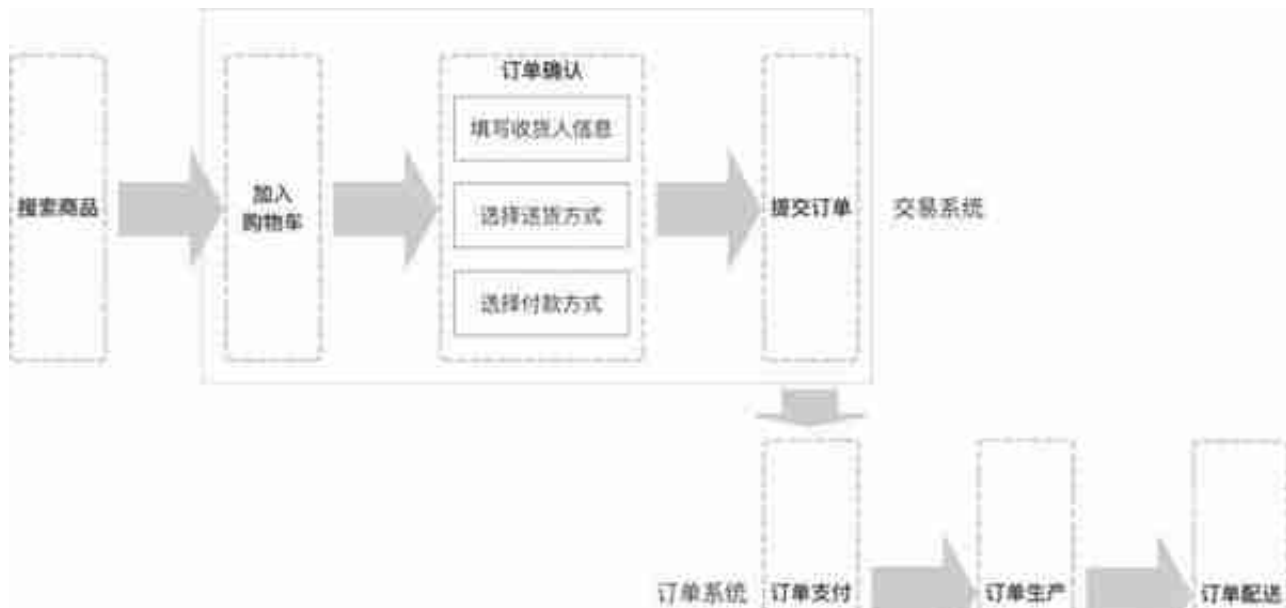 订单确认
填写收货人信息
搜索商品
加入
购物车
选择送货方式
提交订单
交易系统
选择付款方式
订单系统
订单支付
订单生产
订单配送